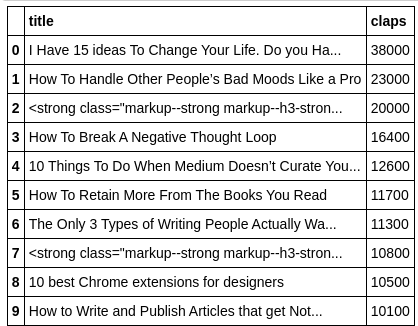 title claps
0 I Have 15 ideas To Change Your Life. Do you Ha... 38000
1 How To Handle Other People’s Bad Moods Like a Pro 23000
2 <strong class="markup--strong markup--h3-stron... 20000
3 How To Break A Negative Thought Loop 16400
4 10 Things To Do When Medium Doesn’t Curate You... 12600
5 How To Retain More From The Books You Read 11700
6 The Only 3 Types of Writing People Actually Wa... 11300
7 <strong class="markup--strong markup--h3-stron... 10800
8 10 best Chrome extensions for designers 10500
9 How to Write and Publish Articles that get Not... 10100